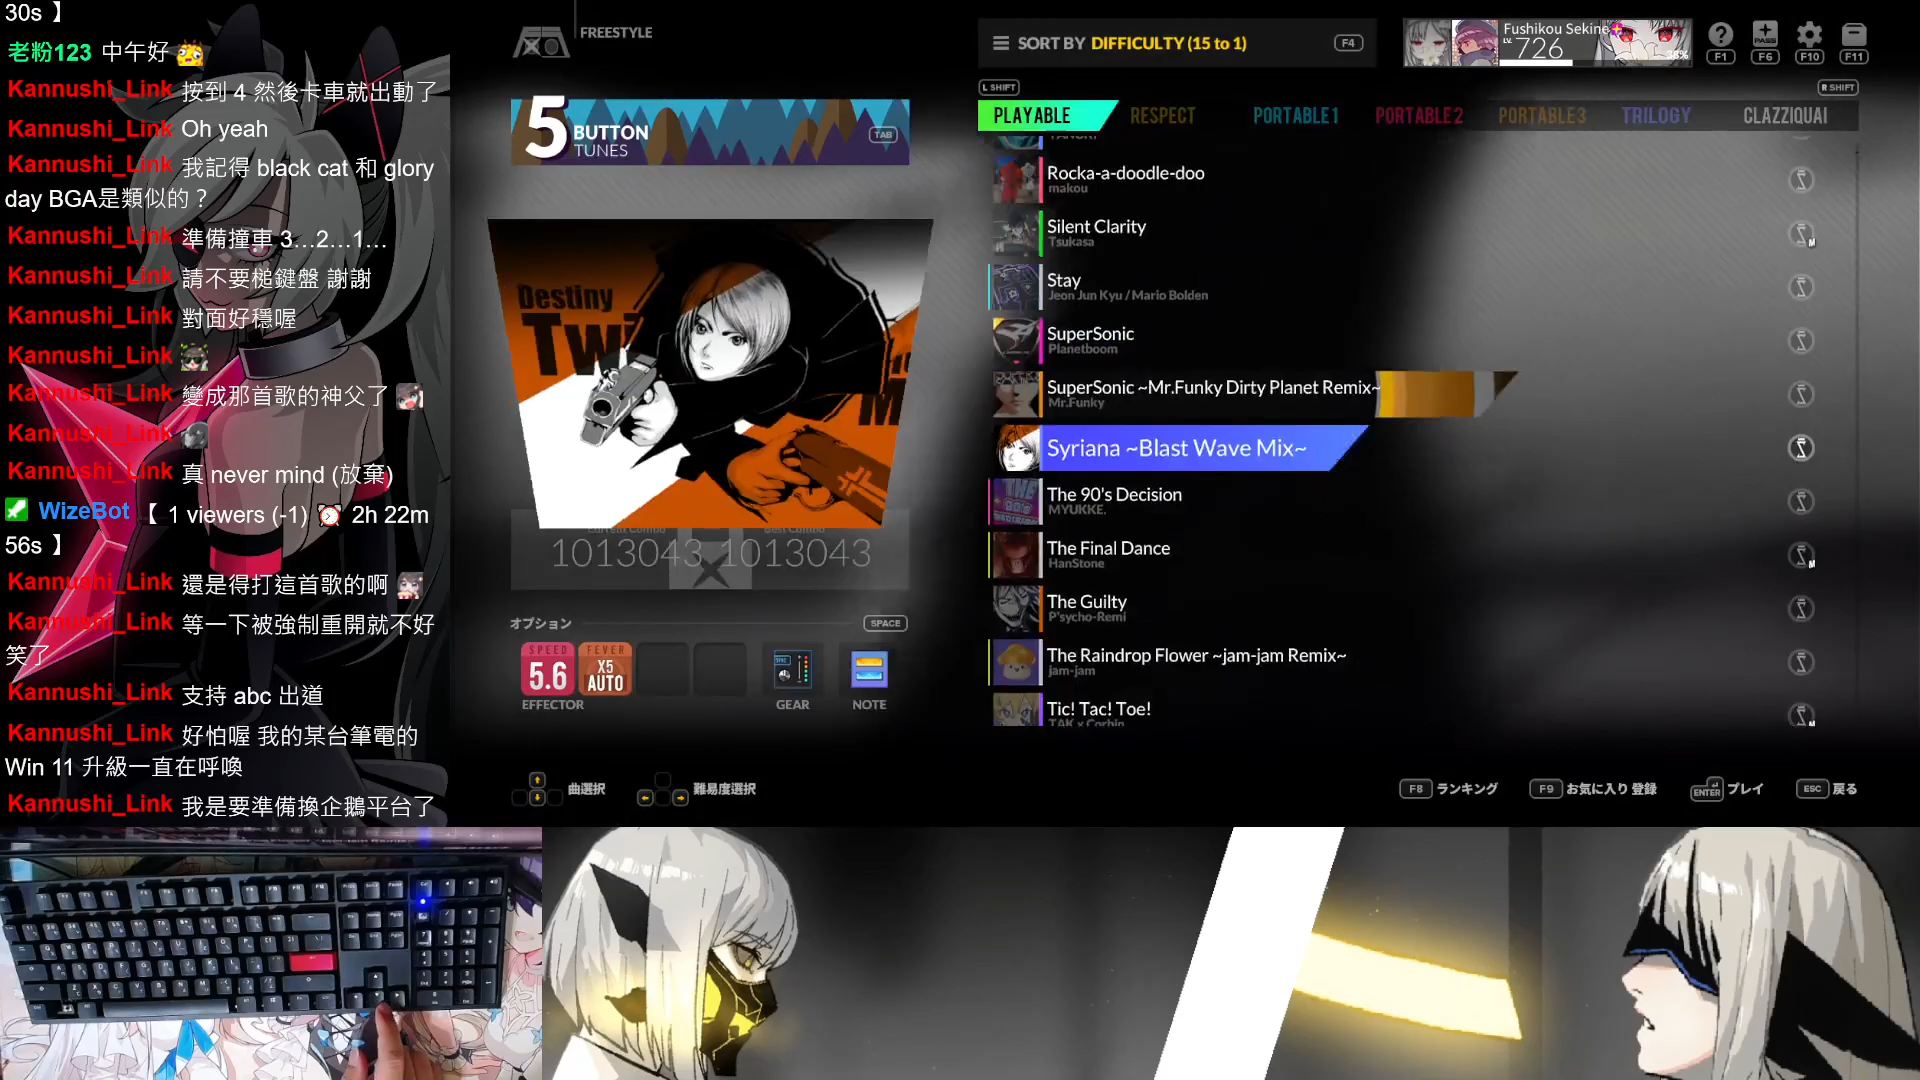 30s 】
老粉123 中午好
Kannushi_Link 按到 4 然後卡車就出動了
Kannushi_Link Oh yeah
Kannushi_Link 我記得 black cat 和 glory
day BGA是類似的？
Kannushi_Link 準備撞車 3…2…1…
Kannushi_Link 請不要槌鍵盤 謝謝
Kannushi_Link 對面好穩喔
Kannushi_Link
Kannushi_Link 變成那首歌的神父了
Kannushi_Link
Kannushi_Link 真 never mind (放棄)
WizeBot 【 1 viewers (-1) 2h 22m
56s 】
Kannushi_Link 還是得打這首歌的啊
Kannushi_Link 等一下被強制重開就不好
笑了
Kannushi_Link 支持 abc 出道
Kannushi_Link 好怕喔 我的某台筆電的
Win 11 升級一直在呼喚
Kannushi_Link 我是要準備換企鵝平台了
FREESTYLE
5 BUTTON
TUNES
TAB
Destiny
Twi
Current Combo Best Combo
1013043 1013043
オプション SPACE
SPEED
5.6
FEVER
X5
AUTO
EFFECTOR GEAR NOTE
曲選択 難易度選択
SORT BY DIFFICULTY (15 to 1) F4
Fushikou Sekine
LV. 726
38%
F1 F6 F10 F11
PASS
L SHIFT R SHIFT
PLAYABLE RESPECT PORTABLE1 PORTABLE2 PORTABLE3 TRILOGY CLAZZIQUAI
Rocka-a-doodle-doo
makou
Silent Clarity
Tsukasa
Stay
Jeon Jun Kyu / Mario Bolden
SuperSonic
Planetboom
SuperSonic ~Mr.Funky Dirty Planet Remix~
Mr.Funky
Syriana ~Blast Wave Mix~
The 90's Decision
MYUKKE.
The Final Dance
HanStone
The Guilty
P'sycho-Remi
The Raindrop Flower ~jam-jam Remix~
jam-jam
Tic! Tac! Toe!
TAK x Corbin
F8 ランキング F9 お気に入り 登録 ENTER プレイ ESC 戻る